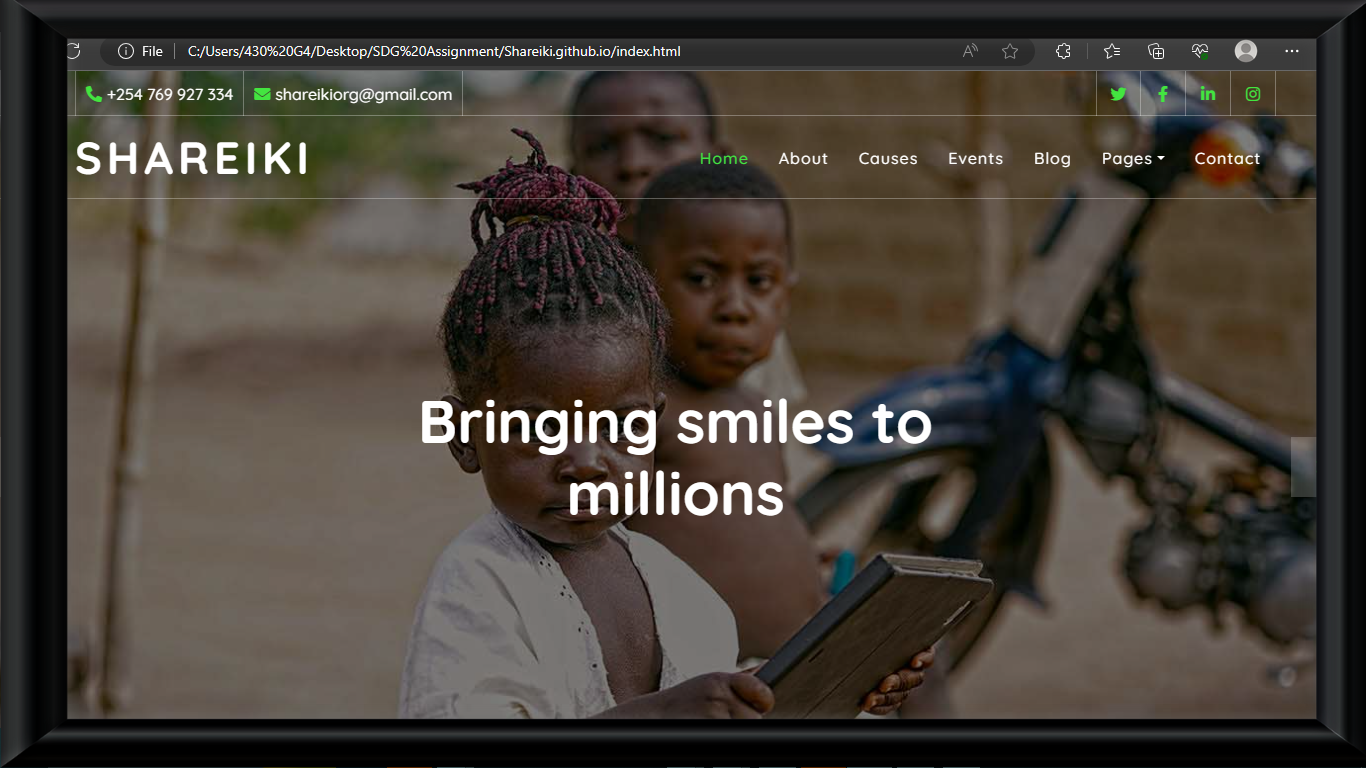 File C:/Users/430%20G4/Desktop/SDG%20Assignment/Shareiki.github.io/index.html
+254 769 927 334 shareikiorg@gmail.com
SHAREIKI Home About Causes Events Blog Pages Contact
Bringing smiles to
millions